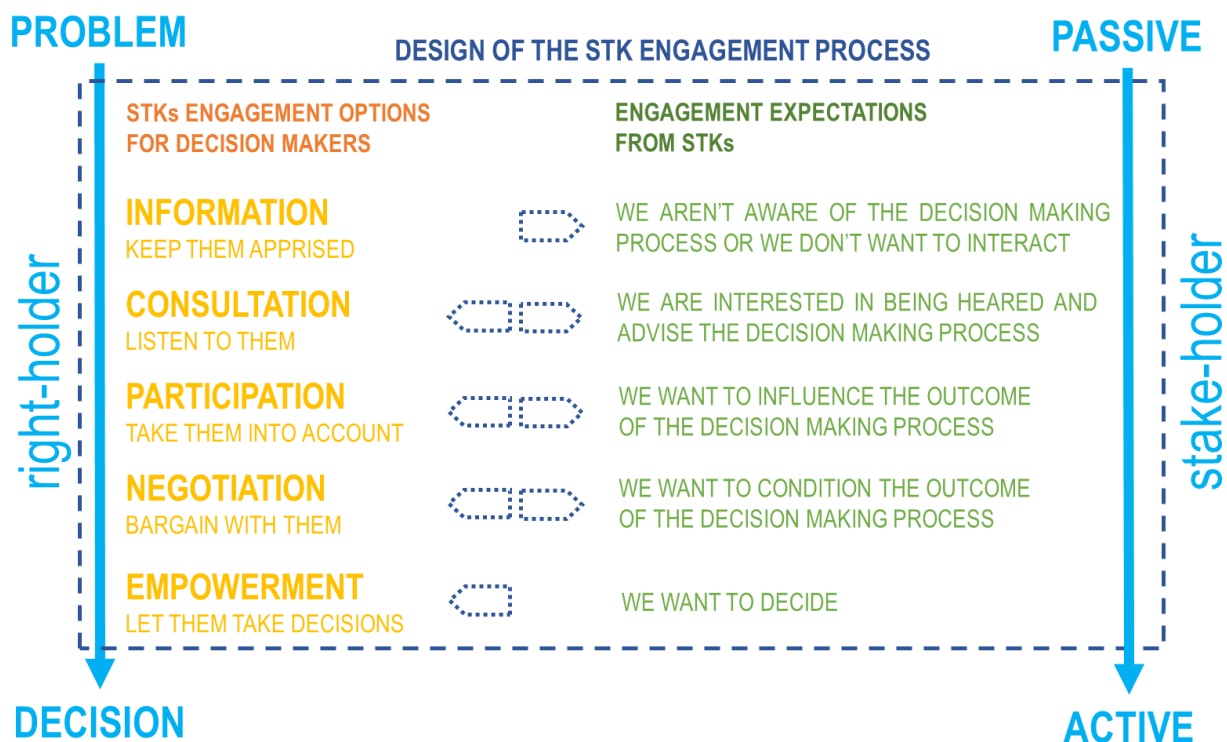 PROBLEM
PASSIVE
DESIGN OF THE STK ENGAGEMENT PROCESS
STKs ENGAGEMENT OPTIONS
FOR DECISION MAKERS
ENGAGEMENT EXPECTATIONS
FROM STKs
INFORMATION
KEEP THEM APPRISED
WE AREN'T AWARE OF THE DECISION MAKING
PROCESS OR WE DON'T WANT TO INTERACT
CONSULTATION
LISTEN TO THEM
WE ARE INTERESTED IN BEING HEARED AND
ADVISE THE DECISION MAKING PROCESS
PARTICIPATION
TAKE THEM INTO ACCOUNT
WE WANT TO INFLUENCE THE OUTCOME
OF THE DECISION MAKING PROCESS
NEGOTIATION
BARGAIN WITH THEM
WE WANT TO CONDITION THE OUTCOME
OF THE DECISION MAKING PROCESS
EMPOWERMENT
LET THEM TAKE DECISIONS
WE WANT TO DECIDE
right-holder
stake-holder
DECISION
ACTIVE